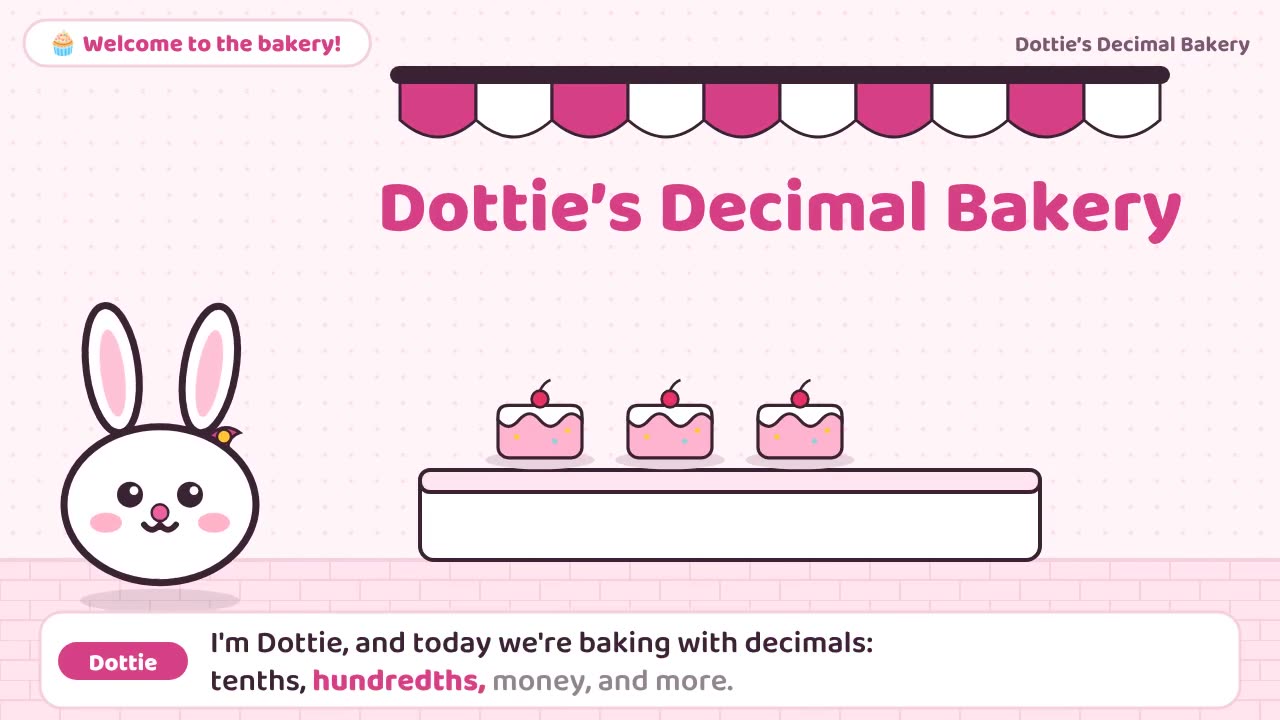 🧁 Welcome to the bakery!
Dottie's Decimal Bakery
Dottie’s Decimal Bakery
Dottie
I'm Dottie, and today we're baking with decimals:
tenths, hundredths, money, and more.